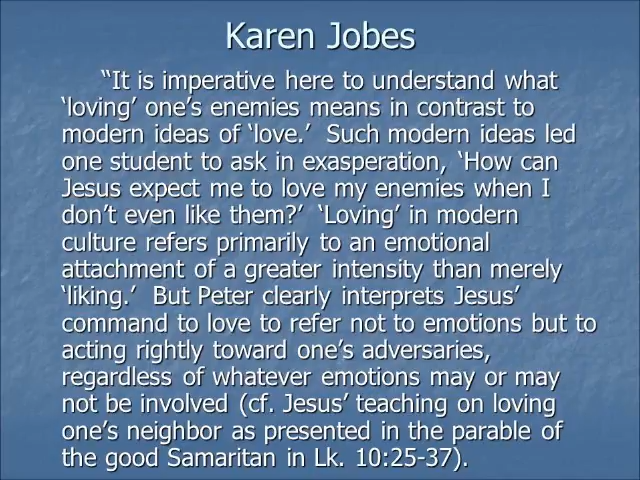 Karen Jobes
“It is imperative here to understand what
‘loving’ one’s enemies means in contrast to
modern ideas of ‘love.’  Such modern ideas led
one student to ask in exasperation, ‘How can
Jesus expect me to love my enemies when I
don’t even like them?’  ‘Loving’ in modern
culture refers primarily to an emotional
attachment of a greater intensity than merely
‘liking.’  But Peter clearly interprets Jesus’
command to love to refer not to emotions but to
acting rightly toward one’s adversaries,
regardless of whatever emotions may or may
not be involved (cf. Jesus’ teaching on loving
one’s neighbor as presented in the parable of
the good Samaritan in Lk. 10:25-37).